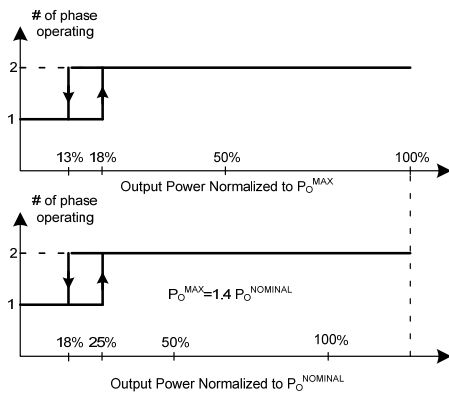 # of phase
operating
2
1
13% 18% 50% 100%
Output Power Normalized to P_O^MAX
# of phase
operating
2
1
P_O^MAX=1.4 P_O^NOMINAL
18% 25% 50% 100%
Output Power Normalized to P_O^NOMINAL